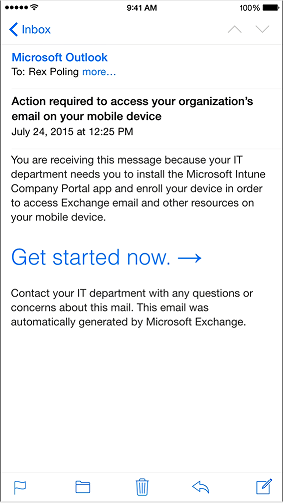 9:41 AM 100%
Inbox
Microsoft Outlook
To: Rex Poling more...
Action required to access your organization's
email on your mobile device
July 24, 2015 at 12:25 PM
You are receiving this message because your IT
department needs you to install the Microsoft Intune
Company Portal app and enroll your device in order
to access Exchange email and other resources on
your mobile device.
Get started now. →
Contact your IT department with any questions or
concerns about this mail. This email was
automatically generated by Microsoft Exchange.